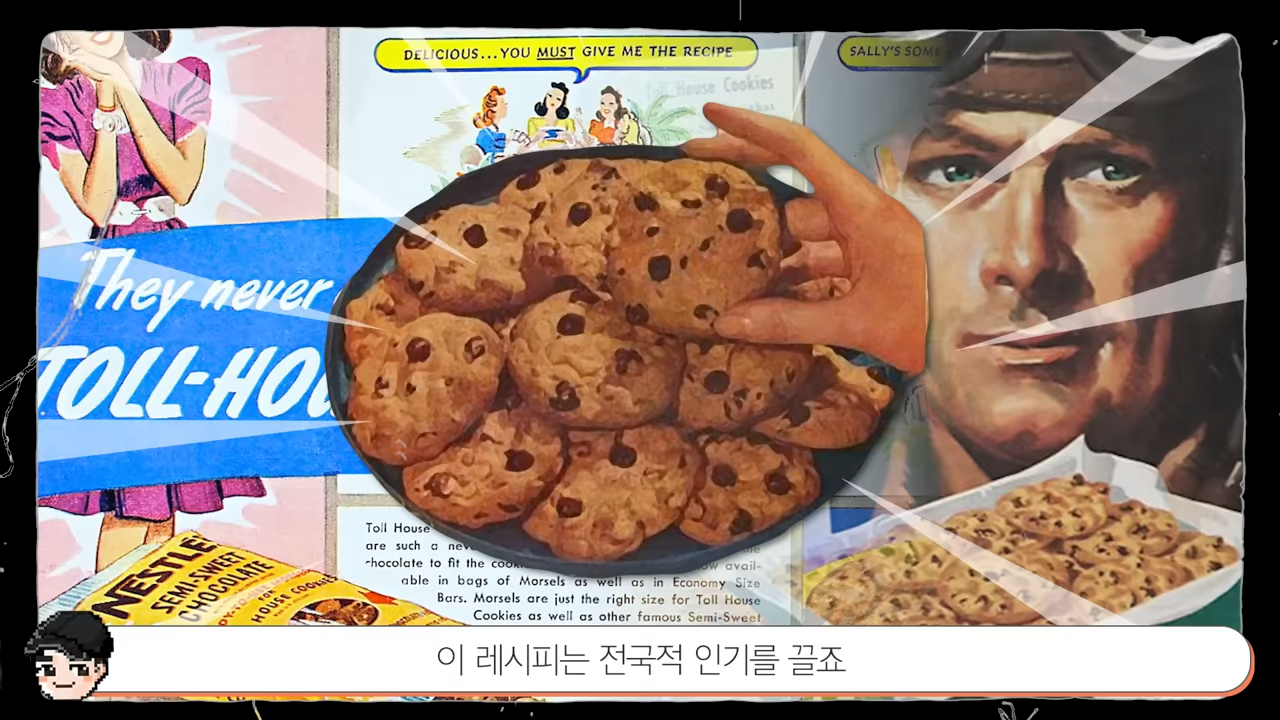 DELICIOUS...YOU MUST GIVE ME THE RECIPE
SALLY'S SOME
Toll House Cookies
They never
TOLL-HOU
Toll House
are such a
chocolate to fit the avail-
able in bags of Morsels as well as in Economy Size
Bars. Morsels are just the right size for Toll House
Cookies as well as other famous Semi-Sweet
NESTLE'S
SEMI-SWEET
CHOCOLATE
FOR
HOUSE COOKIES
이 레시피는 전국적 인기를 끌죠